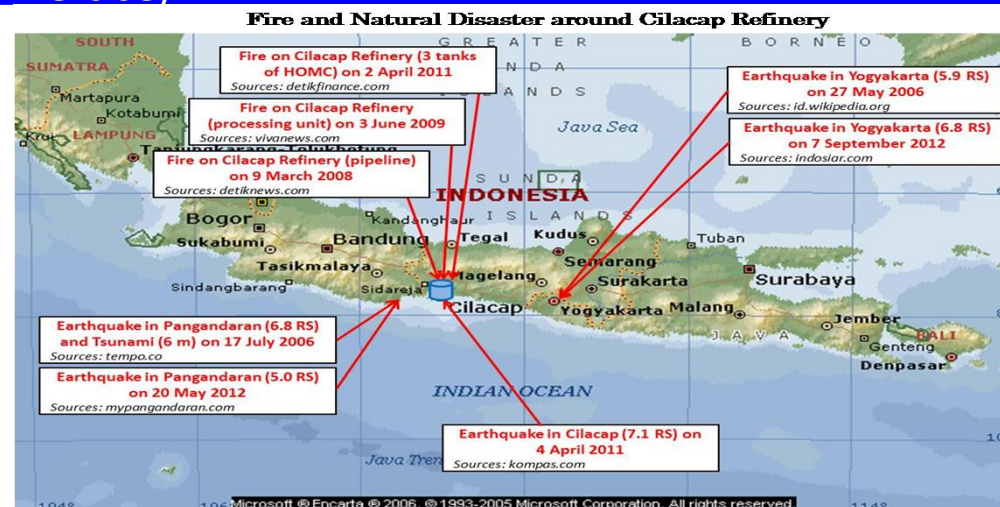 Fire and Natural Disaster around Cilacap Refinery
SOUTH
SUMATRA
Martapura
Kotabumi
LAMPUNG
GREATER
ISLANDS
BORNEO
Java Sea
Fire on Cilacap Refinery (3 tanks
of HOMC) on 2 April 2011
Sources: detikfinance.com
Fire on Cilacap Refinery
(processing unit) on 3 June 2009
Sources: vivanews.com
Fire on Cilacap Refinery (pipeline)
on 9 March 2008
Sources: detiknews.com
Earthquake in Yogyakarta (5.9 RS)
on 27 May 2006
Sources: id.wikipedia.org
Earthquake in Yogyakarta (6.8 RS)
on 7 September 2012
Sources: indosiar.com
SUNDA
INDONESIA
ISLANDS
Bogor
Kandanghaur
Sukabumi
Bandung
Tegal
Kudus
Tuban
Semarang
Tasikmalaya
Magelang
Surakarta
Surabaya
Sindangbarang
Sidareja
Cilacap
Yogyakarta
Malang
Jember
JAVA
BALI
Genteng
Denpasar
Earthquake in Pangandaran (6.8 RS)
and Tsunami (6 m) on 17 July 2006
Sources: tempo.co
Earthquake in Pangandaran (5.0 RS)
on 20 May 2012
Sources: mypangandaran.com
INDIAN OCEAN
Earthquake in Cilacap (7.1 RS) on
4 April 2011
Sources: kompas.com
Java Tren
Microsoft ® Encarta ® 2006. © 1993-2005 Microsoft Corporation. All rights reserved.